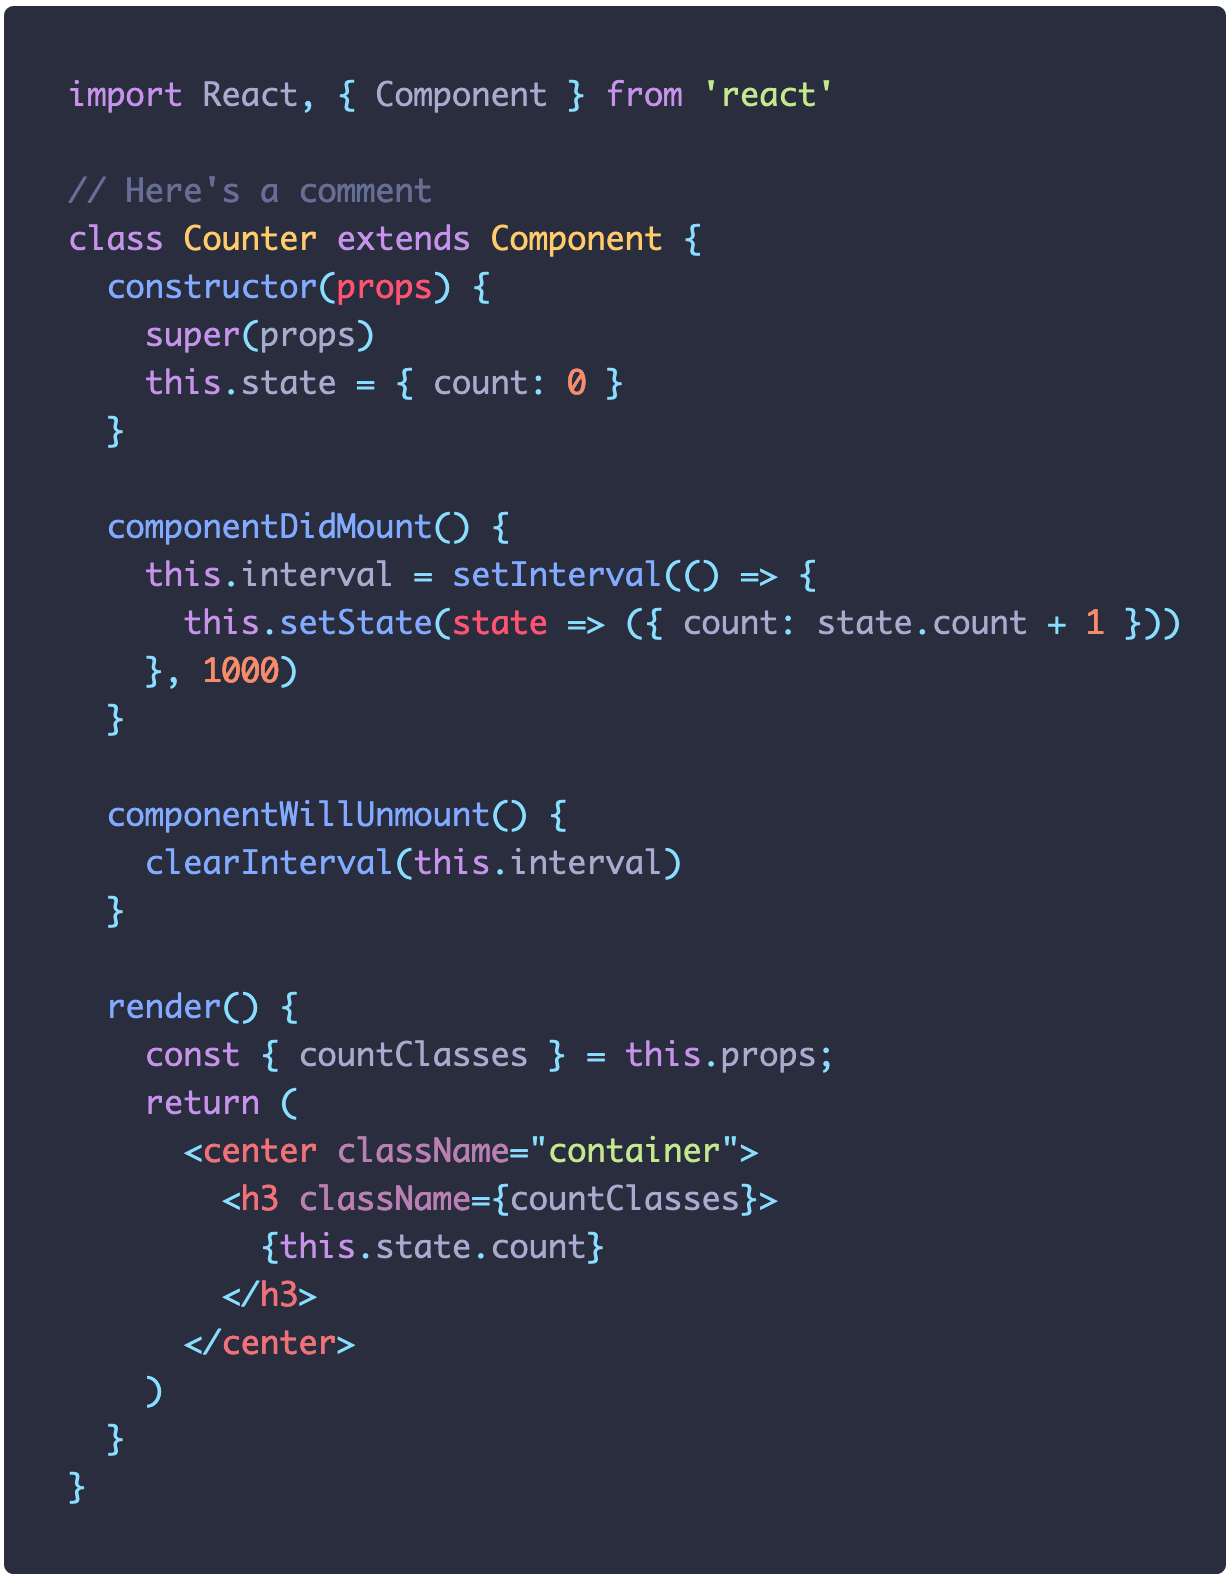 import React, { Component } from 'react'
// Here's a comment
class Counter extends Component {
  constructor(props) {
    super(props)
    this.state = { count: 0 }
  }
  componentDidMount() {
    this.interval = setInterval(() => {
      this.setState(state => ({ count: state.count + 1 }))
    }, 1000)
  }
  componentWillUnmount() {
    clearInterval(this.interval)
  }
  render() {
    const { countClasses } = this.props;
    return (
      <center className="container">
        <h3 className={countClasses}>
          {this.state.count}
        </h3>
      </center>
    )
  }
}